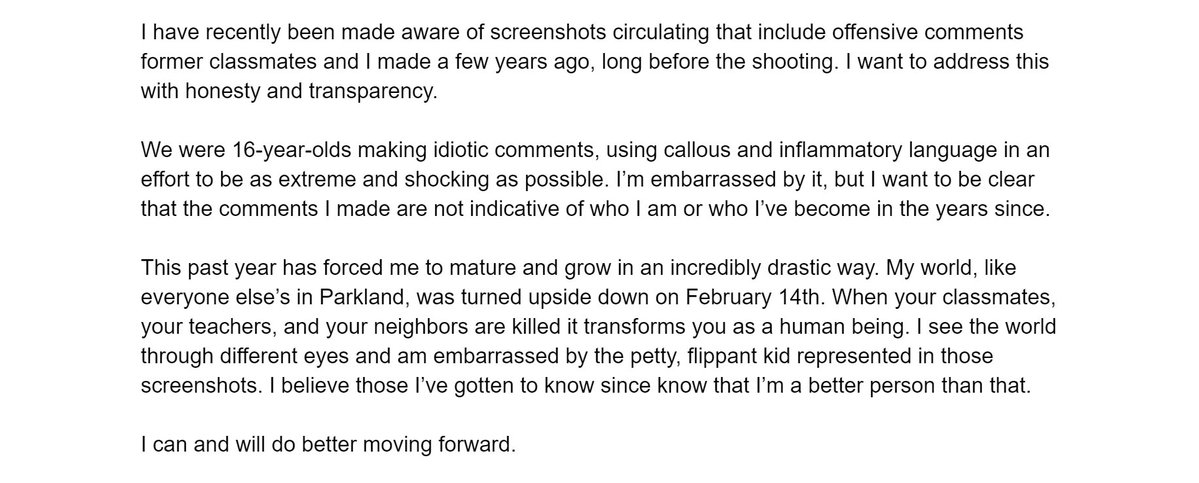 I have recently been made aware of screenshots circulating that include offensive comments
former classmates and I made a few years ago, long before the shooting. I want to address this
with honesty and transparency.
We were 16-year-olds making idiotic comments, using callous and inflammatory language in an
effort to be as extreme and shocking as possible. I’m embarrassed by it, but I want to be clear
that the comments I made are not indicative of who I am or who I’ve become in the years since.
This past year has forced me to mature and grow in an incredibly drastic way. My world, like
everyone else’s in Parkland, was turned upside down on February 14th. When your classmates,
your teachers, and your neighbors are killed it transforms you as a human being. I see the world
through different eyes and am embarrassed by the petty, flippant kid represented in those
screenshots. I believe those I’ve gotten to know since know that I’m a better person than that.
I can and will do better moving forward.